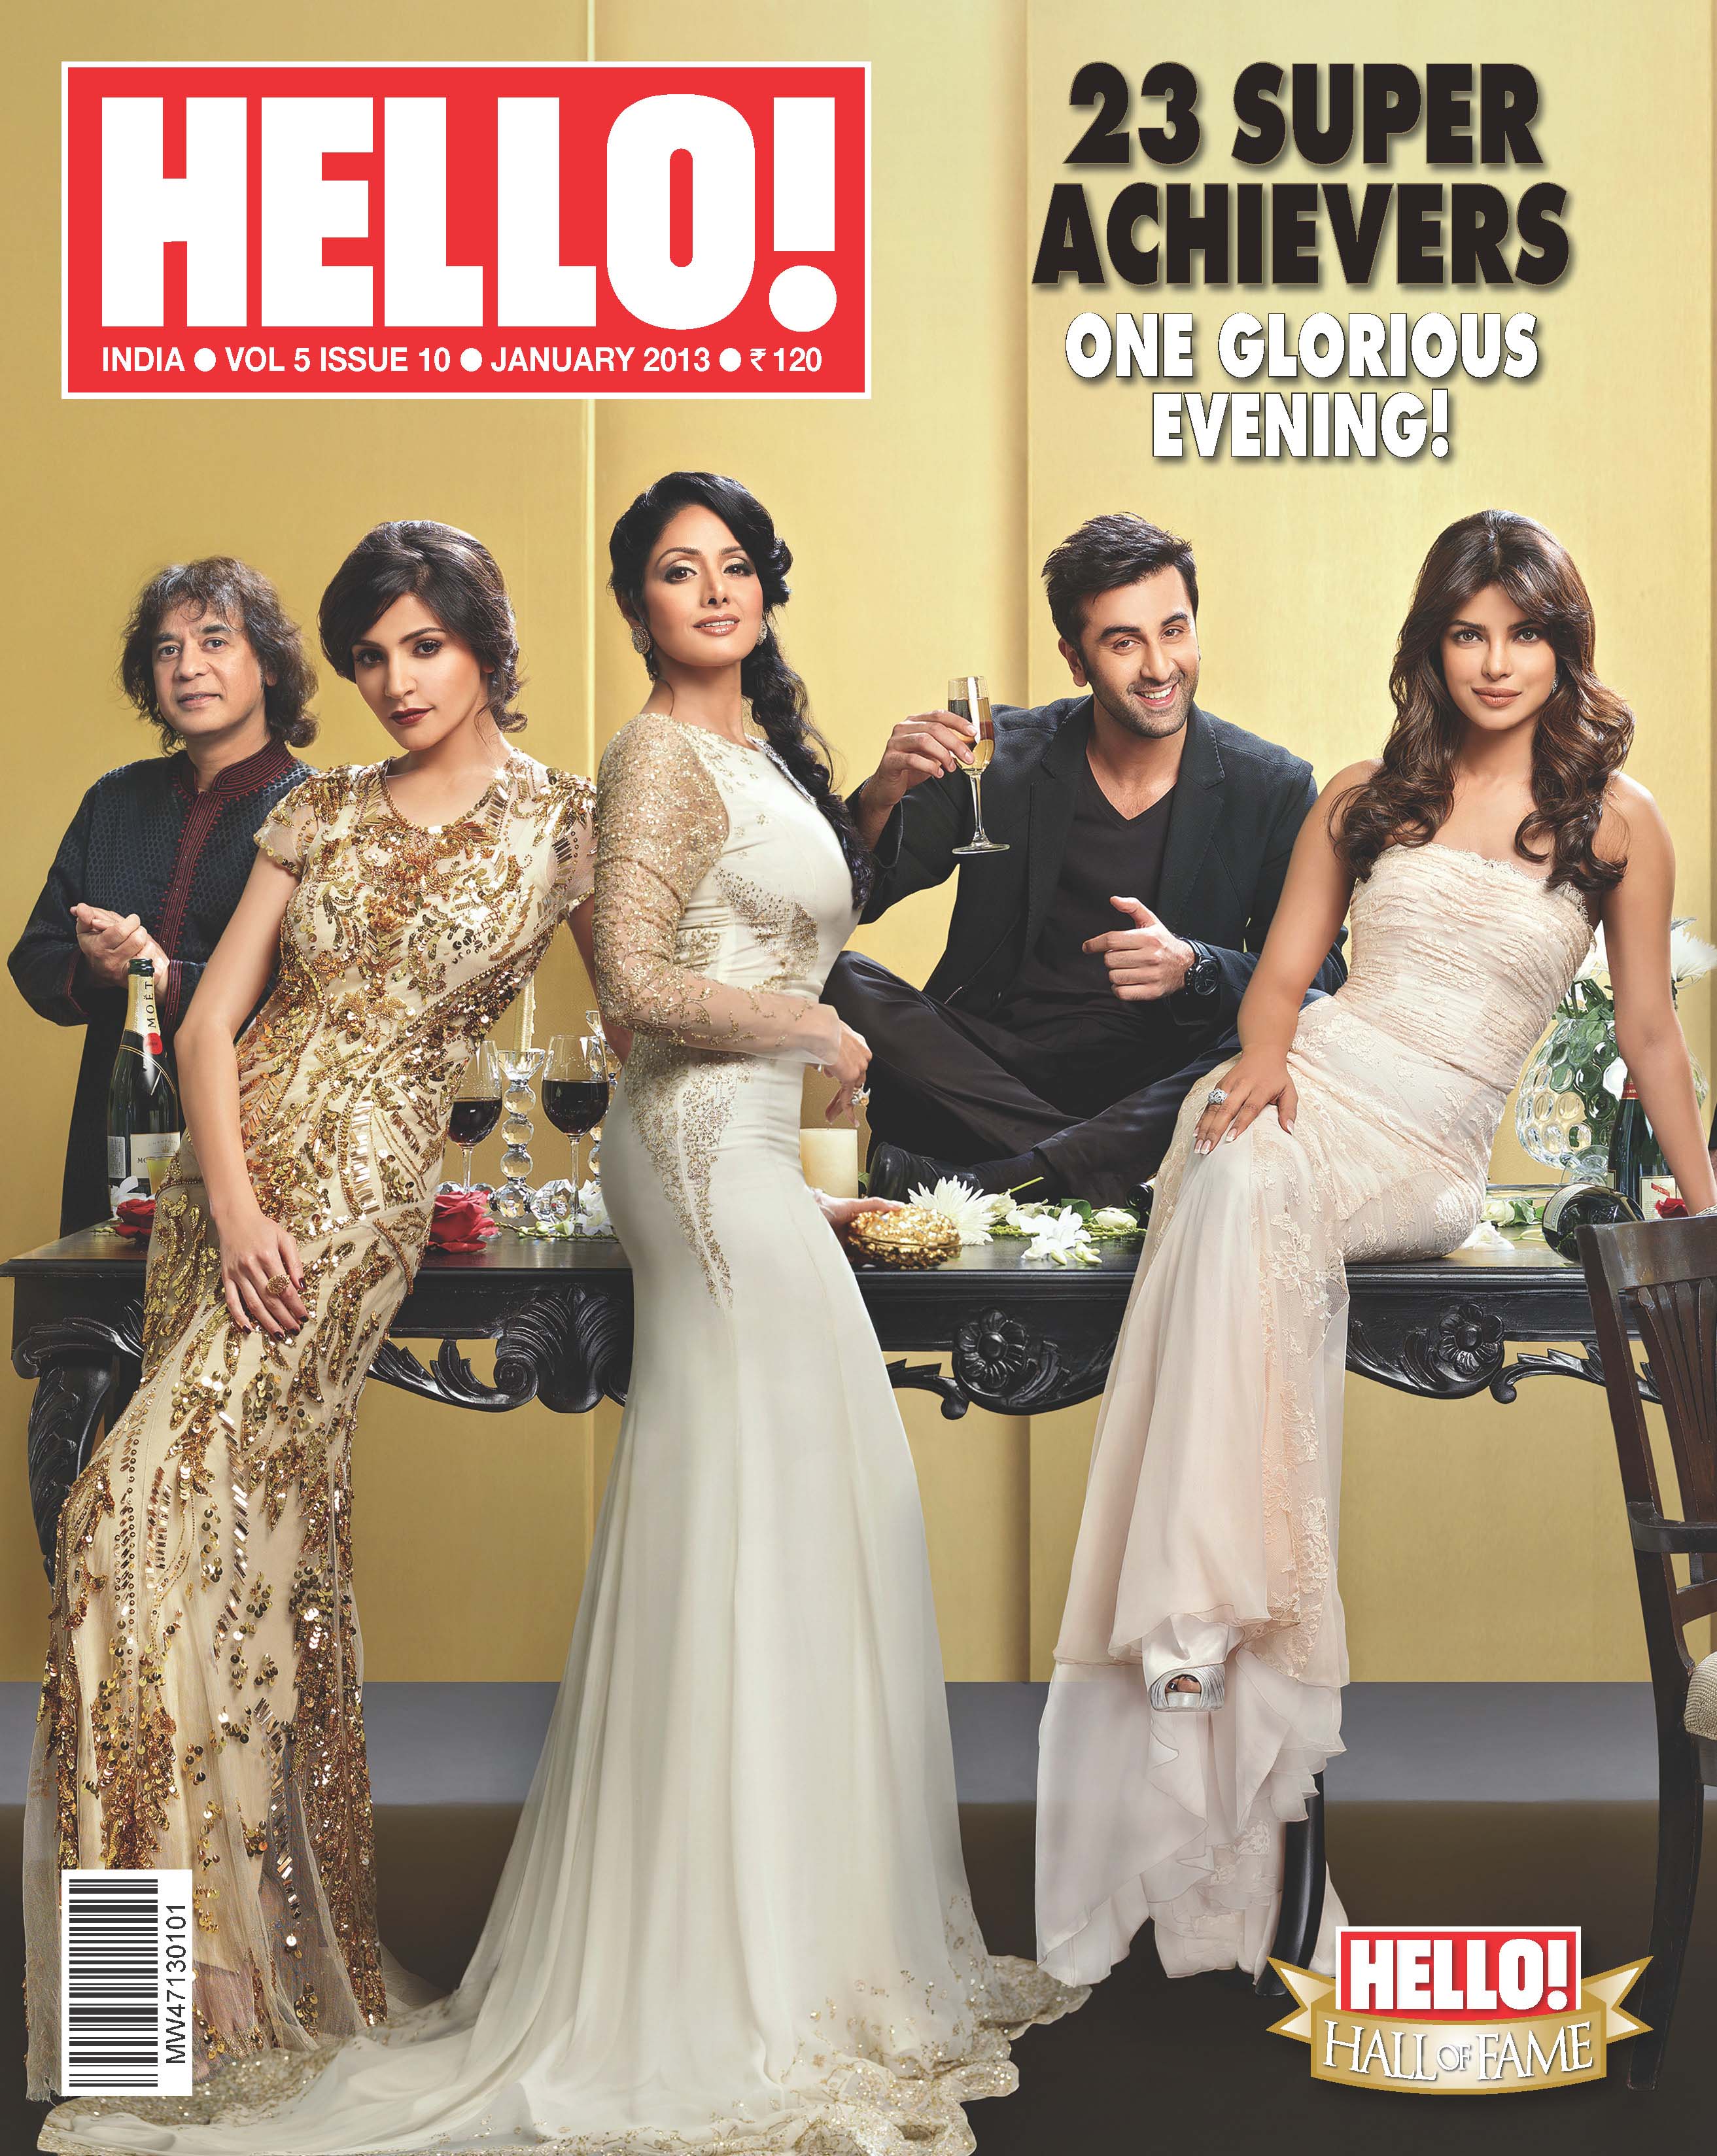 HELLO!
INDIA ● VOL 5 ISSUE 10 ● JANUARY 2013 ● ₹ 120
23 SUPER
ACHIEVERS
ONE GLORIOUS
EVENING!
MOËT
MW47130101
HELLO!
HALL OF FAME